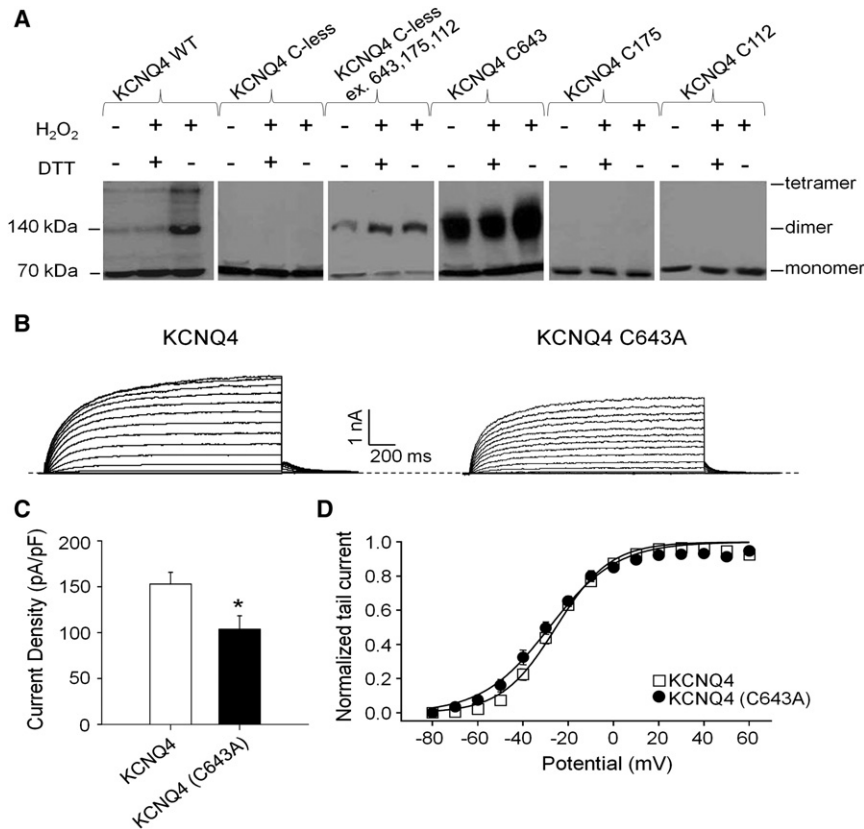 A
KCNQ4 WT
KCNQ4 C-less
KCNQ4 C-less
ex. 643,175,112
KCNQ4 C643
KCNQ4 C175
KCNQ4 C112
H₂O₂ - + + - + + - + + - + + - + + - + +
DTT - + - - + - - + - - + - - + - - + -
tetramer
140 kDa
dimer
70 kDa
monomer
B
KCNQ4
KCNQ4 C643A
1 nA
200 ms
C
Current Density (pA/pF)
200
150
100
50
0
*
KCNQ4
KCNQ4 (C643A)
D
Normalized tail current
1.0
0.8
0.6
0.4
0.2
0.0
KCNQ4
KCNQ4 (C643A)
-80 -60 -40 -20 0 20 40 60
Potential (mV)